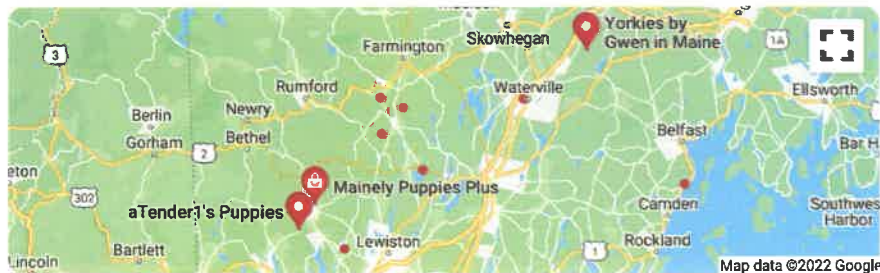 Skowhegan
Yorkies by
Gwen in Maine
1A
3
Farmington
Rumford
Waterville
Ellsworth
Berlin
Newry
Gorham
Bethel
2
Belfast
Bar H
eton
302
Mainely Puppies Plus
aTender1's Puppies
Camden
Southwes
Harbor
Lincoln
Bartlett
Lewiston
1
Rockland
Map data ©2022 Google